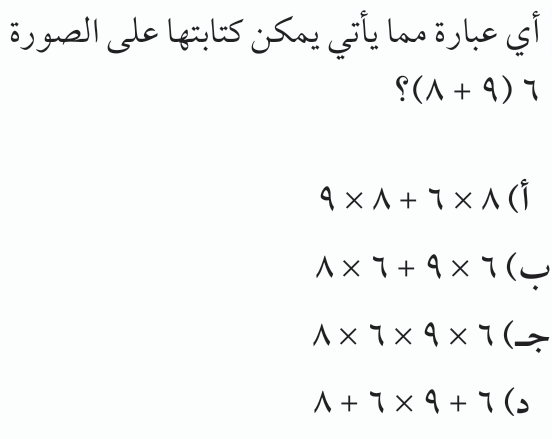 أي عبارة مما يأتي يمكن كتابتها على الصورة
٦ (٩ + ٨)؟
أ) ٨ × ٦ + ٨ × ٩
ب) ٦ × ٩ + ٦ × ٨
جـ) ٦ × ٩ × ٦ × ٨
د) ٦ + ٩ × ٦ + ٨